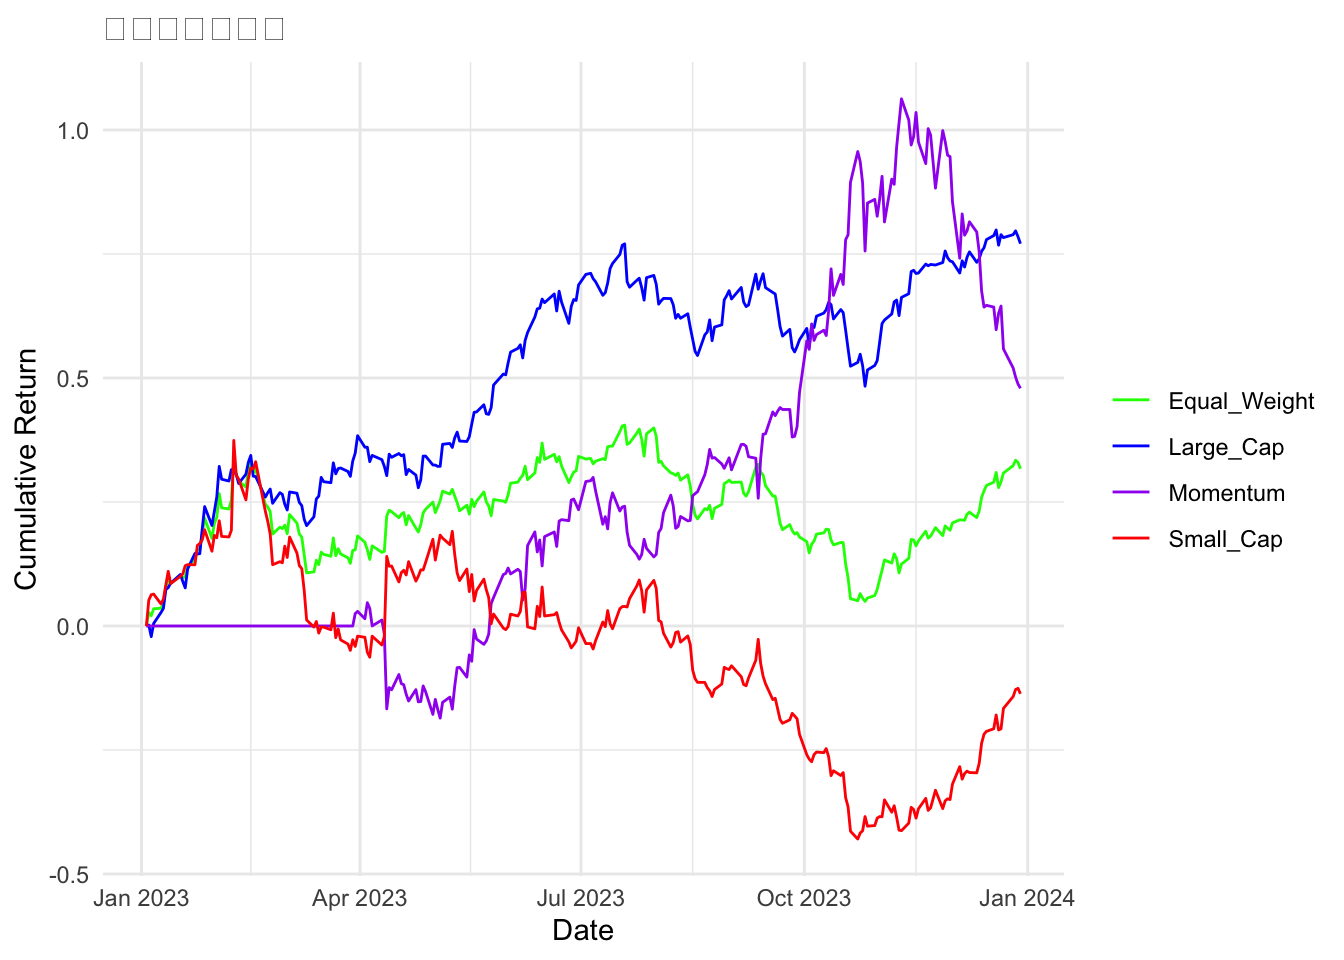 1.0
0.5
0.0
-0.5
Cumulative Return
Jan 2023
Apr 2023
Jul 2023
Oct 2023
Jan 2024
Date
Equal_Weight
Large_Cap
Momentum
Small_Cap